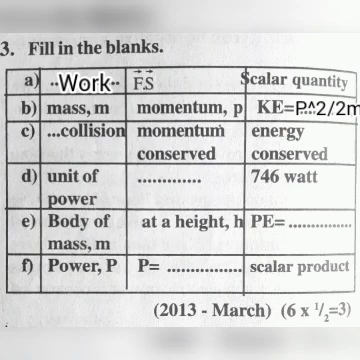 3. Fill in the blanks.
a) ..Work.. F⃗.S⃗ Scalar quantity
b) mass, m momentum, p KE=P^2/2m
c) ...collision momentum energy
conserved conserved
d) unit of ............. 746 watt
power
e) Body of at a height, h PE= ...............
mass, m
f) Power, P P= ................. scalar product
(2013 - March) (6 x 1/2=3)